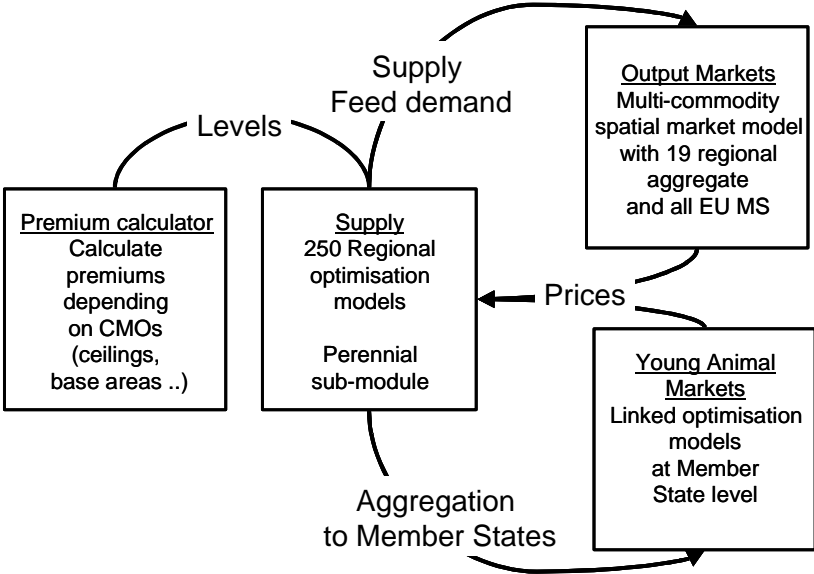 Supply
Feed demand
Levels
Output Markets
Multi-commodity
spatial market model
with 19 regional
aggregate
and all EU MS
Premium calculator
Calculate
premiums
depending
on CMOs
(ceilings,
base areas ..)
Supply
250 Regional
optimisation
models
Perennial
sub-module
Prices
Young Animal
Markets
Linked optimisation
models
at Member
State level
Aggregation
to Member States